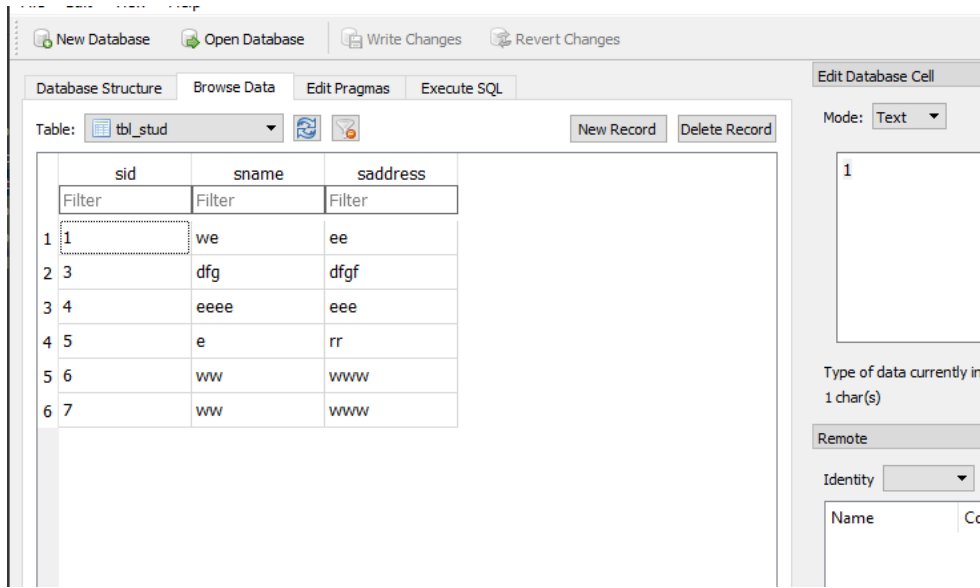 New Database Open Database Write Changes Revert Changes
Database Structure Browse Data Edit Pragmas Execute SQL
Table: tbl_stud New Record Delete Record
sid sname saddress
Filter Filter Filter
1 1 we ee
2 3 dfg dfgf
3 4 eeee eee
4 5 e rr
5 6 ww www
6 7 ww www
Edit Database Cell
Mode: Text
1
Type of data currently in
1 char(s)
Remote
Identity
Name